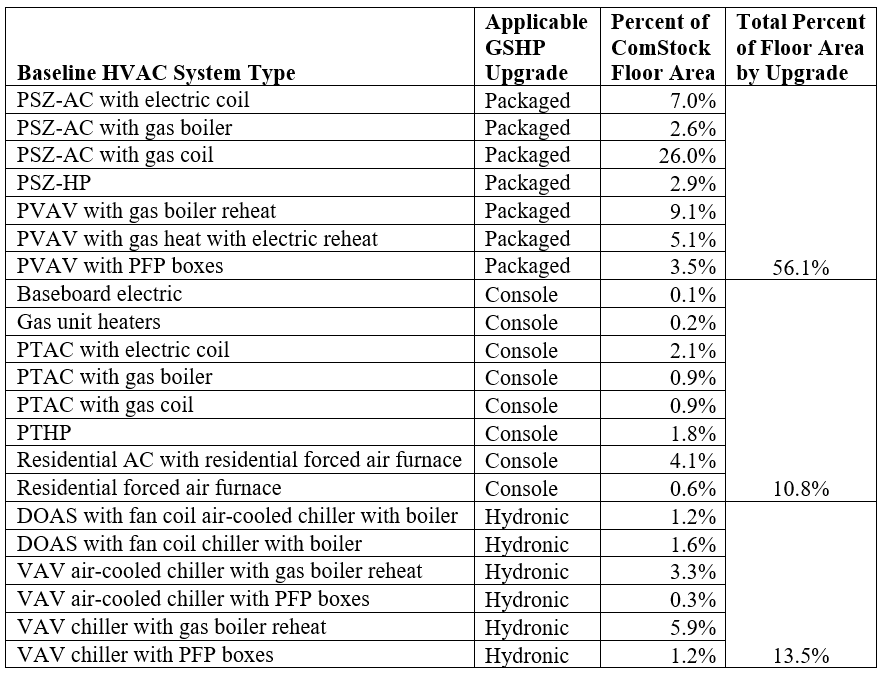 Baseline HVAC System Type Applicable GSHP Upgrade Percent of ComStock Floor Area Total Percent of Floor Area by Upgrade
PSZ-AC with electric coil Packaged 7.0%
PSZ-AC with gas boiler Packaged 2.6%
PSZ-AC with gas coil Packaged 26.0%
PSZ-HP Packaged 2.9%
PVAV with gas boiler reheat Packaged 9.1%
PVAV with gas heat with electric reheat Packaged 5.1%
PVAV with PFP boxes Packaged 3.5% 56.1%
Baseboard electric Console 0.1%
Gas unit heaters Console 0.2%
PTAC with electric coil Console 2.1%
PTAC with gas boiler Console 0.9%
PTAC with gas coil Console 0.9%
PTHP Console 1.8%
Residential AC with residential forced air furnace Console 4.1%
Residential forced air furnace Console 0.6% 10.8%
DOAS with fan coil air-cooled chiller with boiler Hydronic 1.2%
DOAS with fan coil chiller with boiler Hydronic 1.6%
VAV air-cooled chiller with gas boiler reheat Hydronic 3.3%
VAV air-cooled chiller with PFP boxes Hydronic 0.3%
VAV chiller with gas boiler reheat Hydronic 5.9%
VAV chiller with PFP boxes Hydronic 1.2% 13.5%